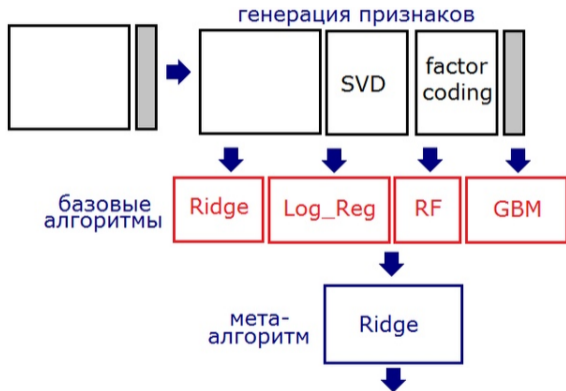 генерация признаков
SVD
factor
coding
базовые
алгоритмы
Ridge
Log_Reg
RF
GBM
мета-
алгоритм
Ridge